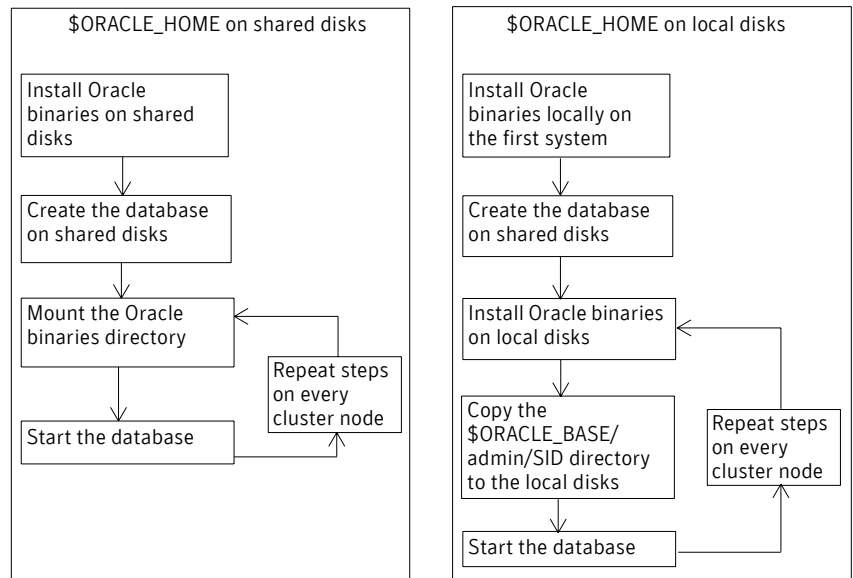 $ORACLE_HOME on shared disks
Install Oracle
binaries on shared
disks
Create the database
on shared disks
Mount the Oracle
binaries directory
Repeat steps
on every
cluster node
Start the database
$ORACLE_HOME on local disks
Install Oracle
binaries locally on
the first system
Create the database
on shared disks
Install Oracle binaries
on local disks
Copy the
$ORACLE_BASE/
admin/SID directory
to the local disks
Repeat steps
on every
cluster node
Start the database